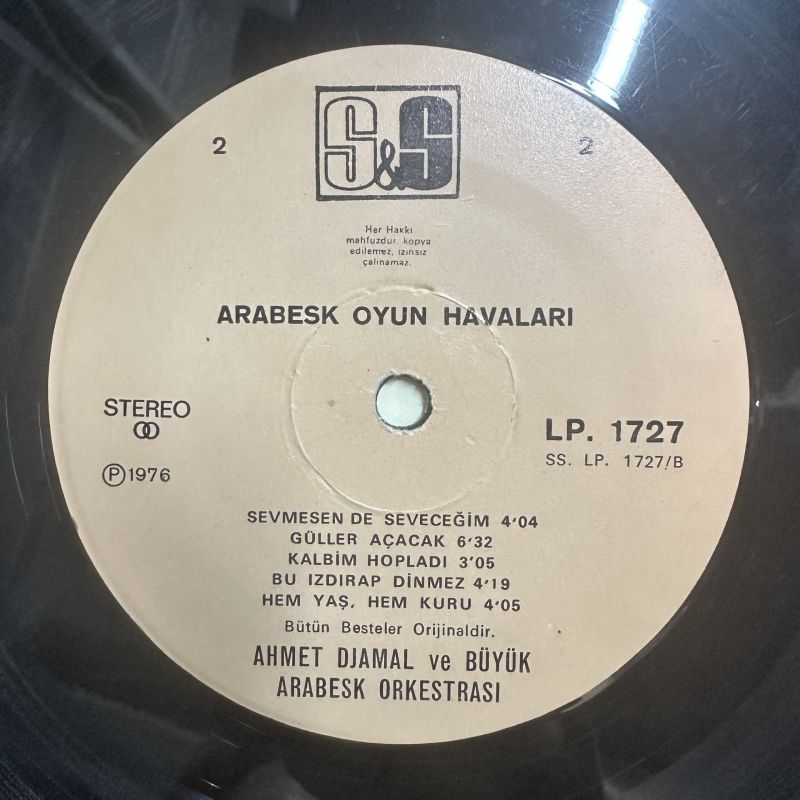 S&S
2
2
Her Hakkı
mahfuzdur. kopya
edilemez, izinsiz
çalınamaz.
ARABESK OYUN HAVALARI
STEREO
LP. 1727
SS. LP. 1727/B
Ⓟ1976
SEVMESEN DE SEVECEĞİM 4'04
GÜLLER AÇACAK 6'32
KALBİM HOPLADI 3'05
BU IZDIRAP DİNMEZ 4'19
HEM YAŞ, HEM KURU 4'05
Bütün Besteler Orijinaldir.
AHMET DJAMAL ve BÜYÜK
ARABESK ORKESTRASI